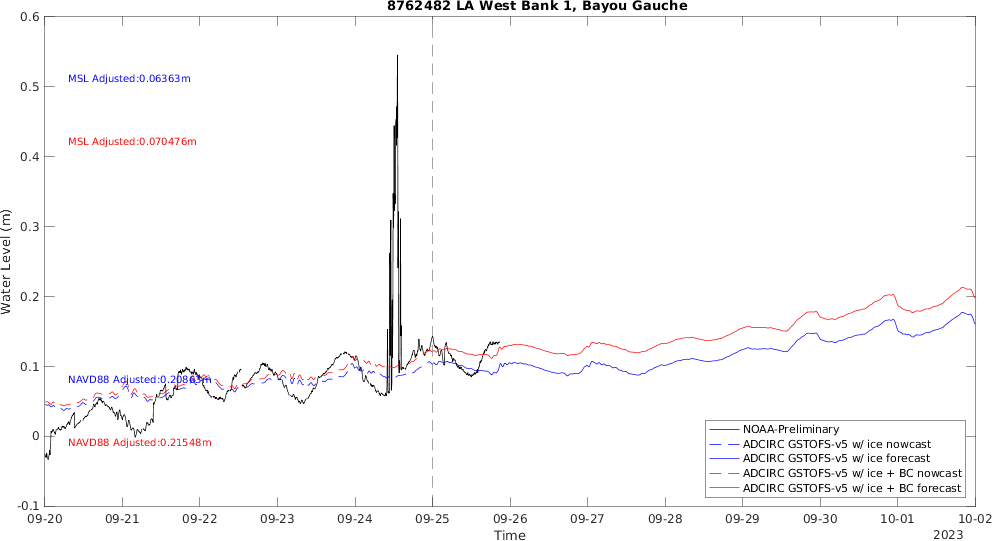 8762482 LA West Bank 1, Bayou Gauche
0.6
0.5
0.4
0.3
0.2
0.1
0
-0.1
Water Level (m)
MSL Adjusted:0.06363m
MSL Adjusted:0.070476m
NAVD88 Adjusted:0.20863m
NAVD88 Adjusted:0.21548m
NOAA-Preliminary
ADCIRC GSTOFS-v5 w/ ice nowcast
ADCIRC GSTOFS-v5 w/ ice forecast
ADCIRC GSTOFS-v5 w/ ice + BC nowcast
ADCIRC GSTOFS-v5 w/ ice + BC forecast
09-20 09-21 09-22 09-23 09-24 09-25 09-26 09-27 09-28 09-29 09-30 10-01 10-02
Time
2023